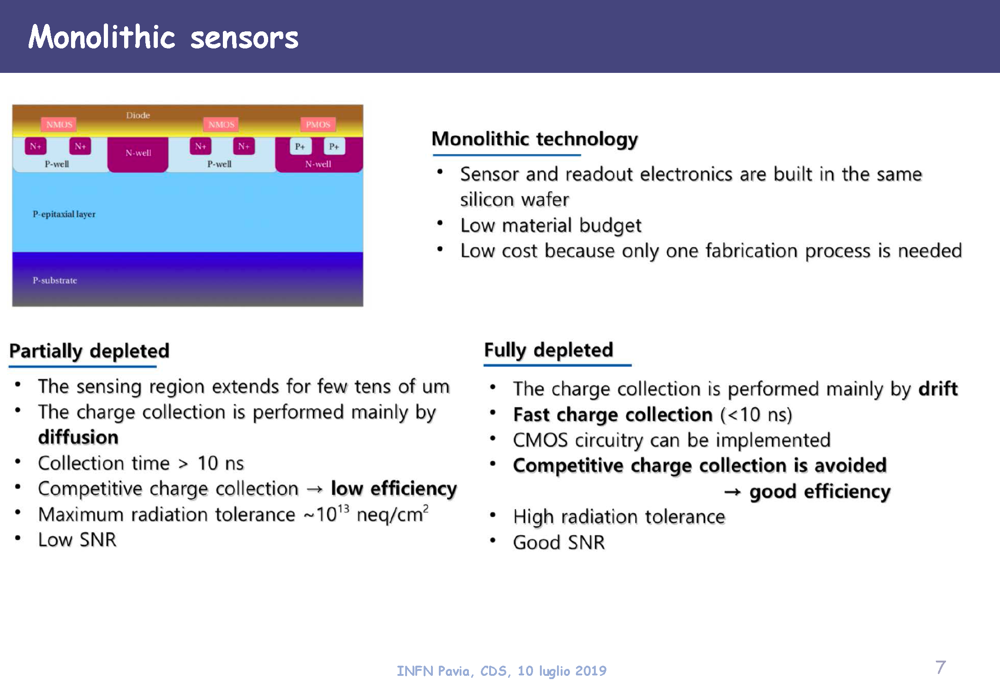 Monolithic sensors
Diode
NMOS
NMOS
PMOS
N+
N+
N-well
N+
N+
P+
P+
P-well
P-well
N-well
P-epitaxial layer
P-substrate
Monolithic technology
• Sensor and readout electronics are built in the same
silicon wafer
• Low material budget
• Low cost because only one fabrication process is needed
Partially depleted
• The sensing region extends for few tens of um
• The charge collection is performed mainly by
diffusion
• Collection time > 10 ns
• Competitive charge collection → low efficiency
• Maximum radiation tolerance ~10¹³ neq/cm²
• Low SNR
Fully depleted
• The charge collection is performed mainly by drift
• Fast charge collection (<10 ns)
• CMOS circuitry can be implemented
• Competitive charge collection is avoided
→ good efficiency
• High radiation tolerance
• Good SNR
INFN Pavia, CDS, 10 luglio 2019
7